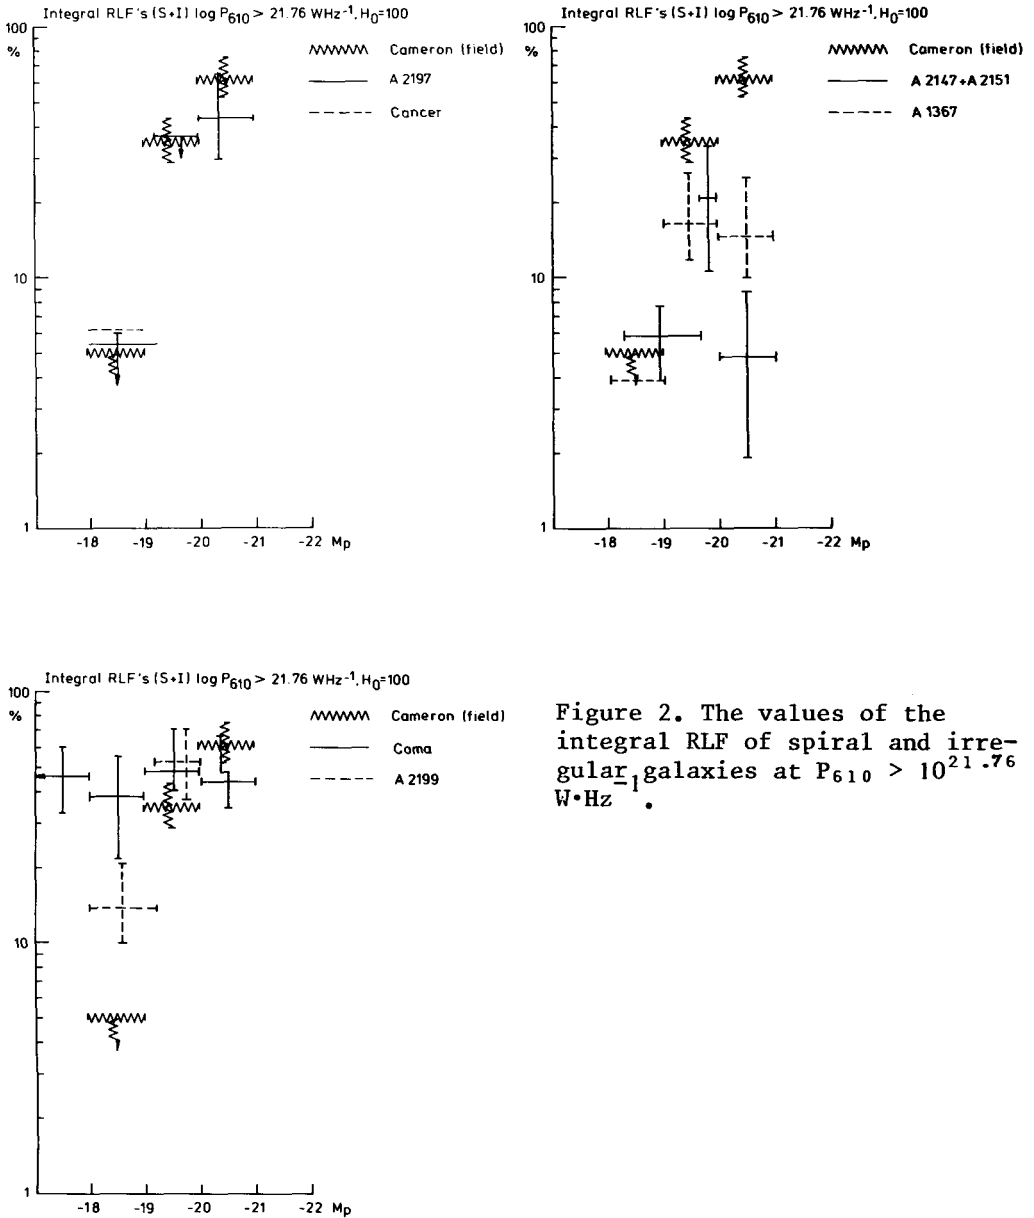 Integral RLF's (S+I) log P610 > 21.76 WHz-1, H0=100
100
%
10
1
Cameron (field)
A 2197
Cancer
-18 -19 -20 -21 -22 Mp
Integral RLF's (S+I) log P610 > 21.76 WHz-1, H0=100
100
%
10
1
Cameron (field)
A 2147+A 2151
A 1367
-18 -19 -20 -21 -22 Mp
Integral RLF's (S+I) log P610 > 21.76 WHz-1, H0=100
100
%
10
1
Cameron (field)
Coma
A 2199
-18 -19 -20 -21 -22 Mp
Figure 2. The values of the
integral RLF of spiral and irre-
gular galaxies at P610 > 10^21.76
W·Hz-1.